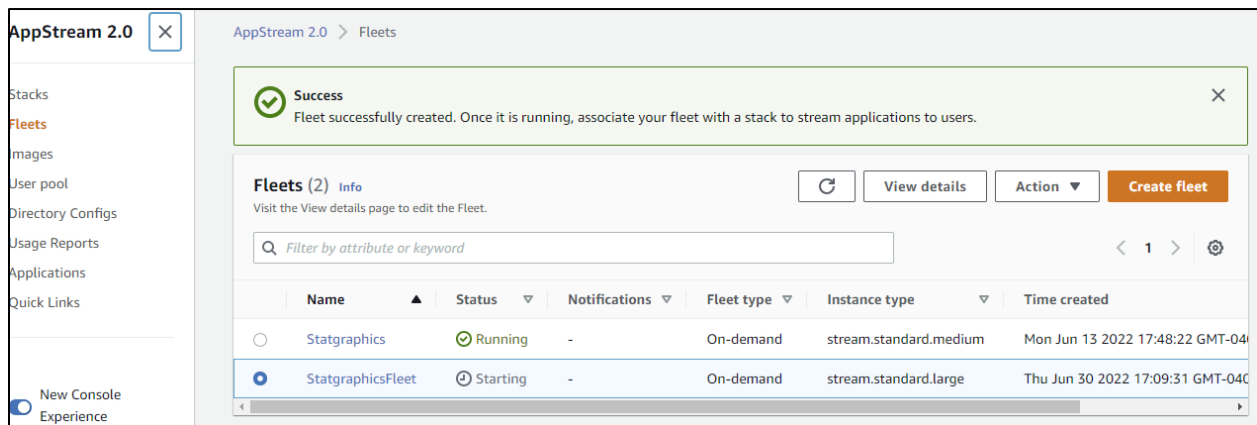 AppStream 2.0
Stacks
Fleets
Images
User pool
Directory Configs
Usage Reports
Applications
Quick Links
New Console
Experience
AppStream 2.0 > Fleets
Success
Fleet successfully created. Once it is running, associate your fleet with a stack to stream applications to users.
Fleets (2) Info
Visit the View details page to edit the Fleet.
View details
Action
Create fleet
Filter by attribute or keyword
< 1 >
Name Status Notifications Fleet type Instance type Time created
Statgraphics Running - On-demand stream.standard.medium Mon Jun 13 2022 17:48:22 GMT-04
StatgraphicsFleet Starting - On-demand stream.standard.large Thu Jun 30 2022 17:09:31 GMT-040